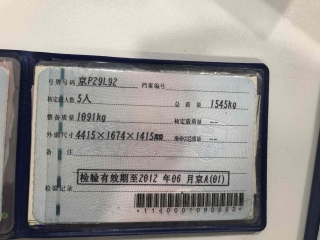 号牌号码 京P29L92 档案编号
核定载人数 5人 总质量 1545kg
整备质量 1091kg 核定载质量 --
外廓尺寸 4415×1674×1415mm 准牵引总质量 --
备注
检验有效期至2012 年06 月京A(01)
检验记录